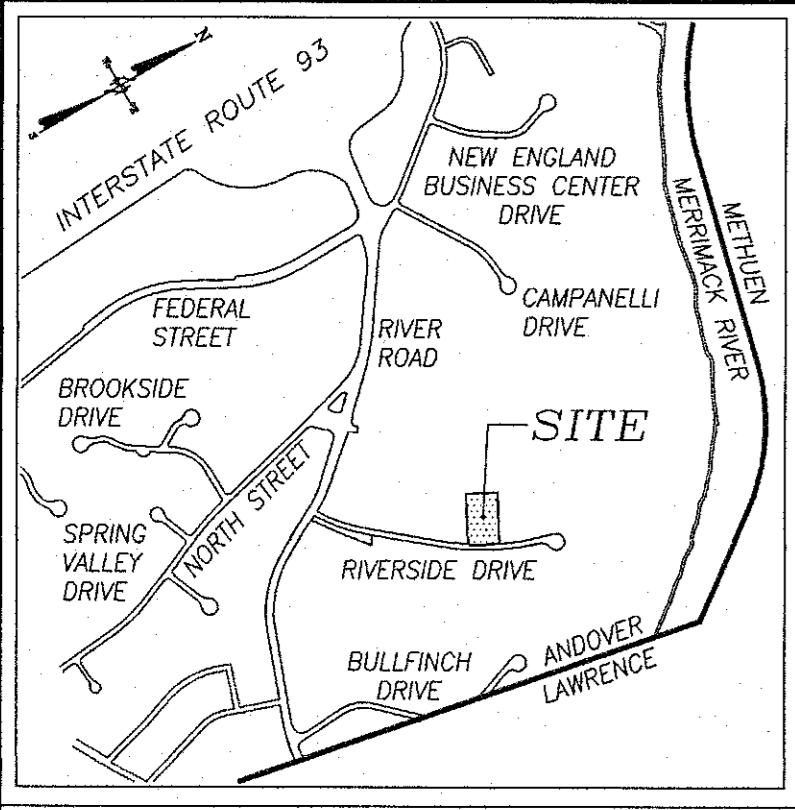 N
S
INTERSTATE ROUTE 93
NEW ENGLAND
BUSINESS CENTER
DRIVE
METHUEN
MERRIMACK RIVER
FEDERAL
STREET
CAMPANELLI
DRIVE
RIVER
ROAD
BROOKSIDE
DRIVE
SITE
NORTH STREET
SPRING
VALLEY
DRIVE
RIVERSIDE DRIVE
BULLFINCH
DRIVE
ANDOVER
LAWRENCE